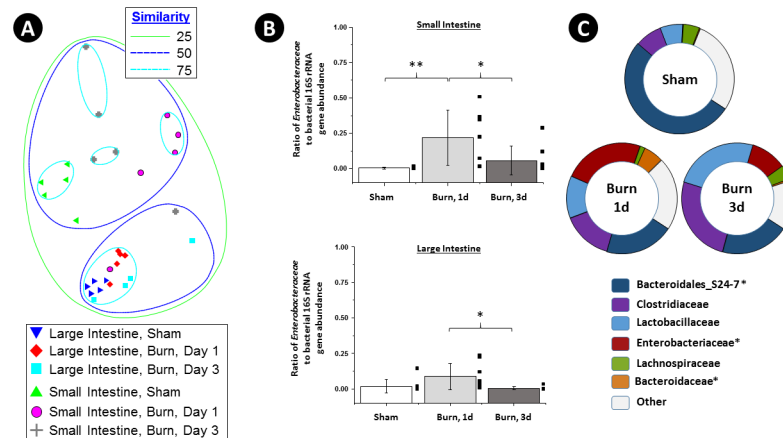 A
Similarity
25
50
75
Large Intestine, Sham
Large Intestine, Burn, Day 1
Large Intestine, Burn, Day 3
Small Intestine, Sham
Small Intestine, Burn, Day 1
Small Intestine, Burn, Day 3
B
Small Intestine
Ratio of Enterobacteraceae
to bacterial 16S rRNA
gene abundance
1.00
0.75
0.50
0.25
0.00
**
*
Sham
Burn, 1d
Burn, 3d
Large Intestine
Ratio of Enterobacteraceae
to bacterial 16S rRNA
gene abundance
1.00
0.75
0.50
0.25
0.00
*
Sham
Burn, 1d
Burn, 3d
C
Sham
Burn
1d
Burn
3d
Bacteroidales_S24-7*
Clostridiaceae
Lactobacillaceae
Enterobacteriaceae*
Lachnospiraceae
Bacteroidaceae*
Other